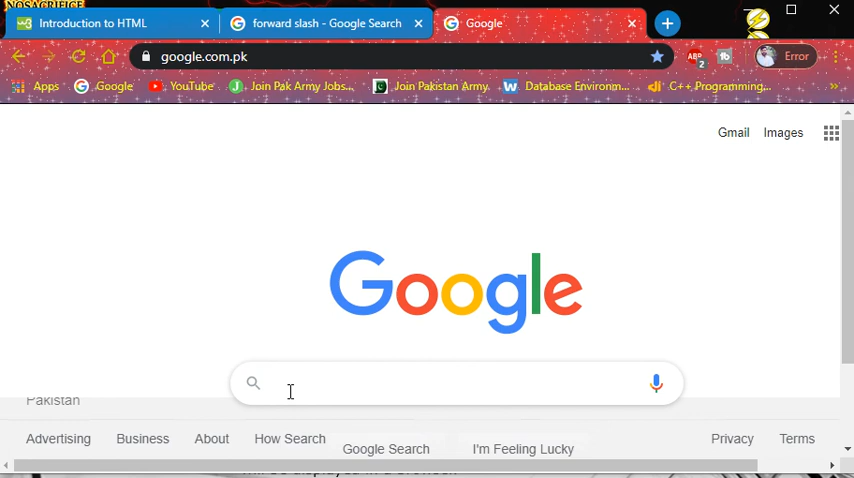 NOSACRIFICE
Introduction to HTML
forward slash - Google Search
Google
google.com.pk
ABP 2
Error
Apps
Google
YouTube
Join Pak Army Jobs...
Join Pakistan Army.
Database Environm...
C++ Programming,...
Gmail
Images
Google
Pakistan
Advertising
Business
About
How Search
Google Search
I'm Feeling Lucky
Privacy
Terms